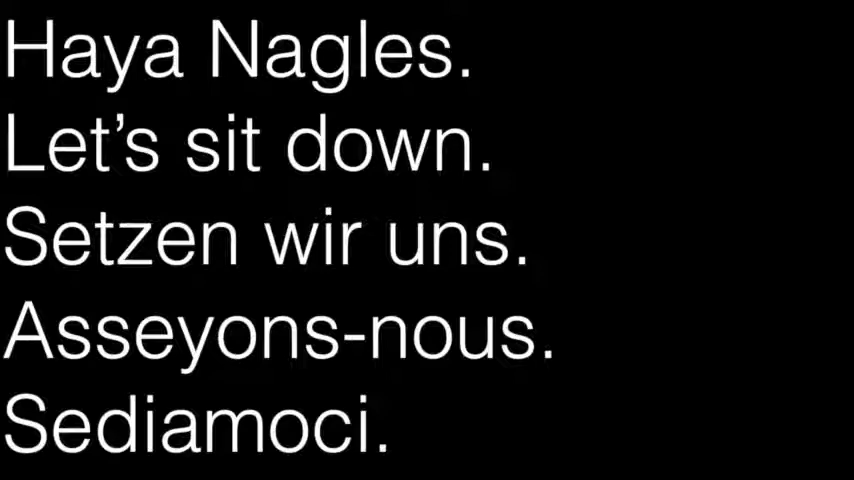 Haya Nagles.
Let’s sit down.
Setzen wir uns.
Asseyons-nous.
Sediamoci.